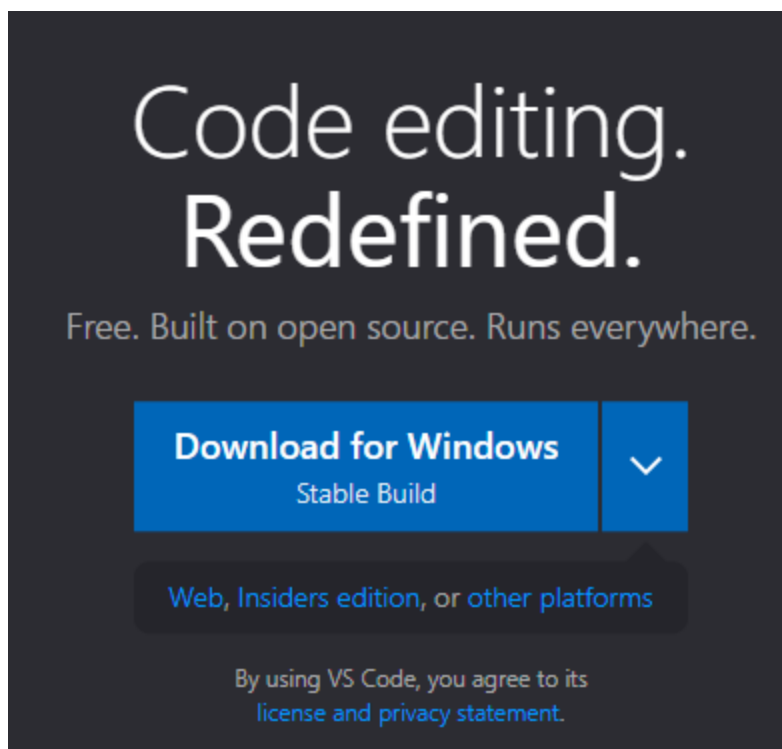 Code editing.
Redefined.
Free. Built on open source. Runs everywhere.
Download for Windows
Stable Build
Web, Insiders edition, or other platforms
By using VS Code, you agree to its
license and privacy statement.